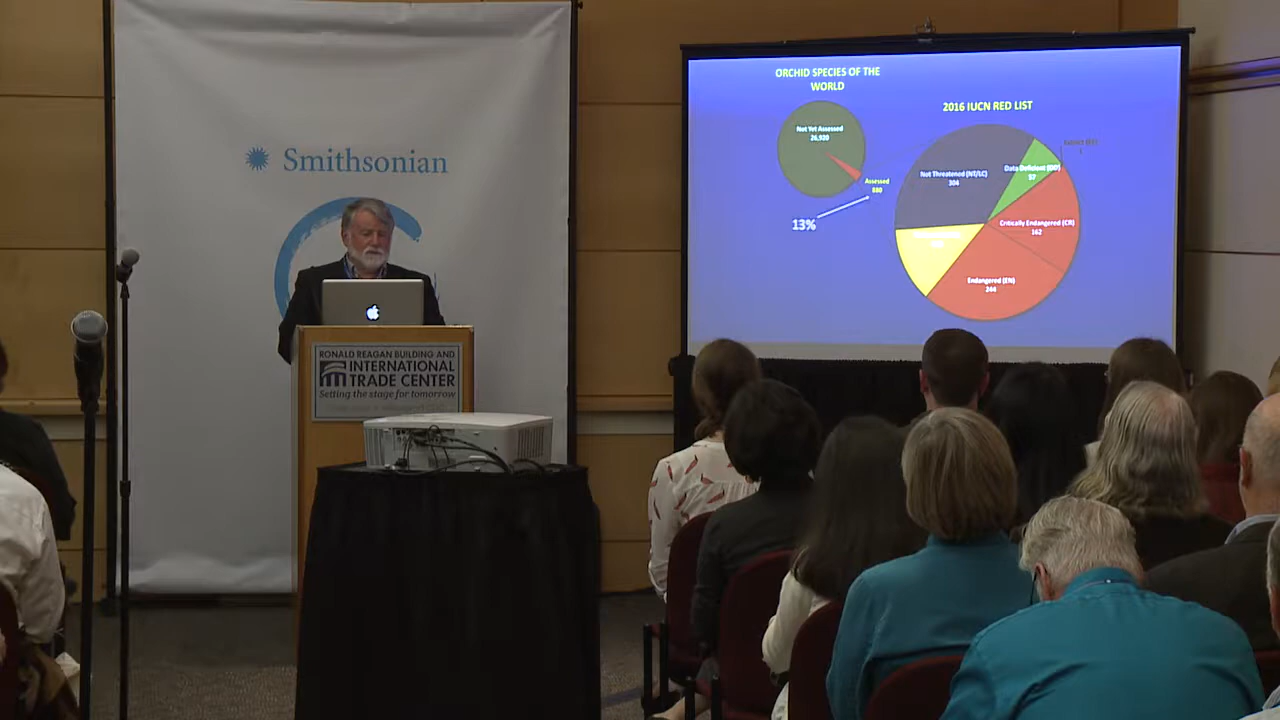 Smithsonian
RONALD REAGAN BUILDING AND
INTERNATIONAL
TRADE CENTER
Setting the stage for tomorrow
ORCHID SPECIES OF THE
WORLD
Not Yet Assessed
26,920
Assessed
880
13%
2016 IUCN RED LIST
Not Threatened (NT/LC)
304
Data Deficient (DD)
57
1
Critically Endangered (CR)
162
Endangered (EN)
244